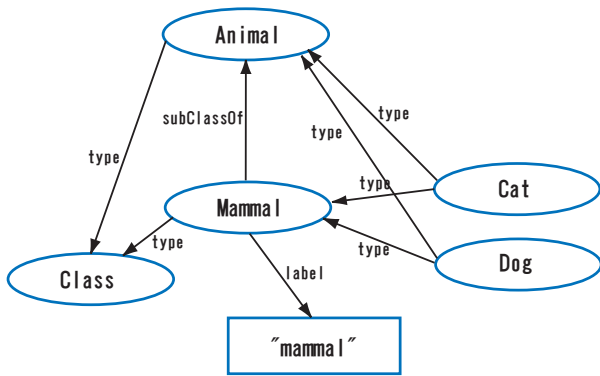 Animal
subClassOf
type
type
type
type
Cat
Mammal
type
type
Dog
Class
label
"mammal"